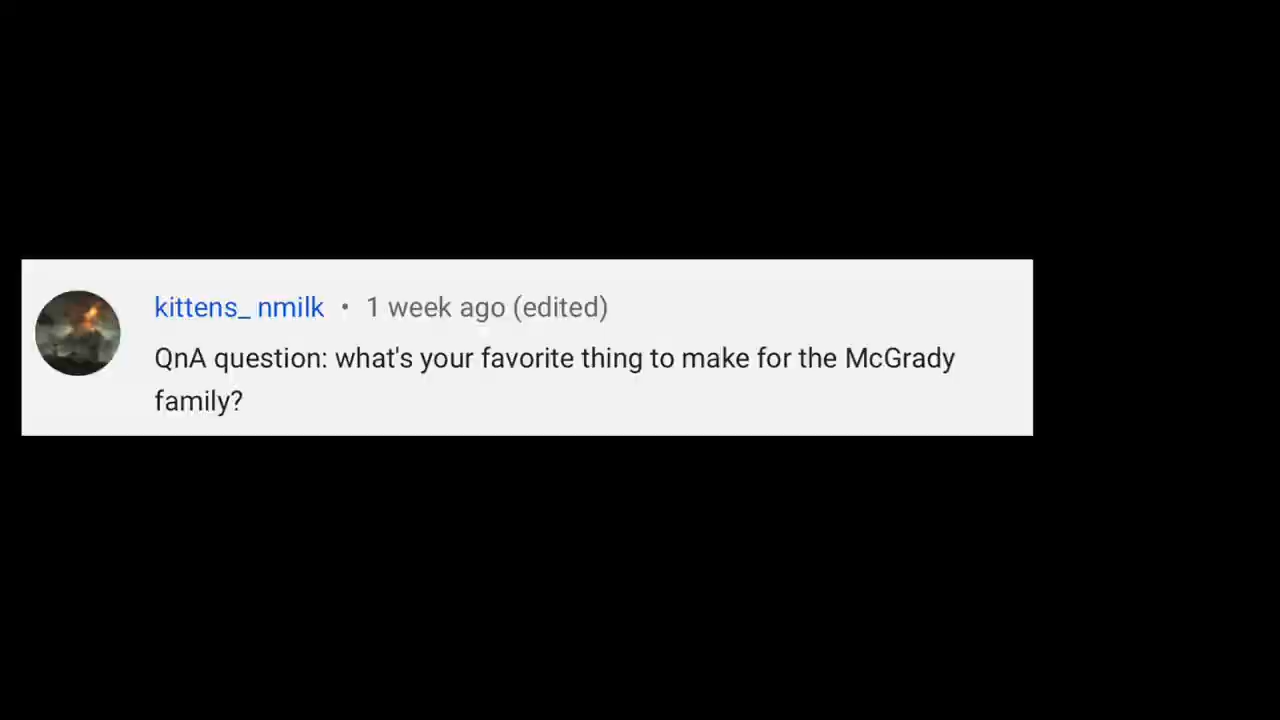 kittens_ nmilk • 1 week ago (edited)
QnA question: what's your favorite thing to make for the McGrady
family?